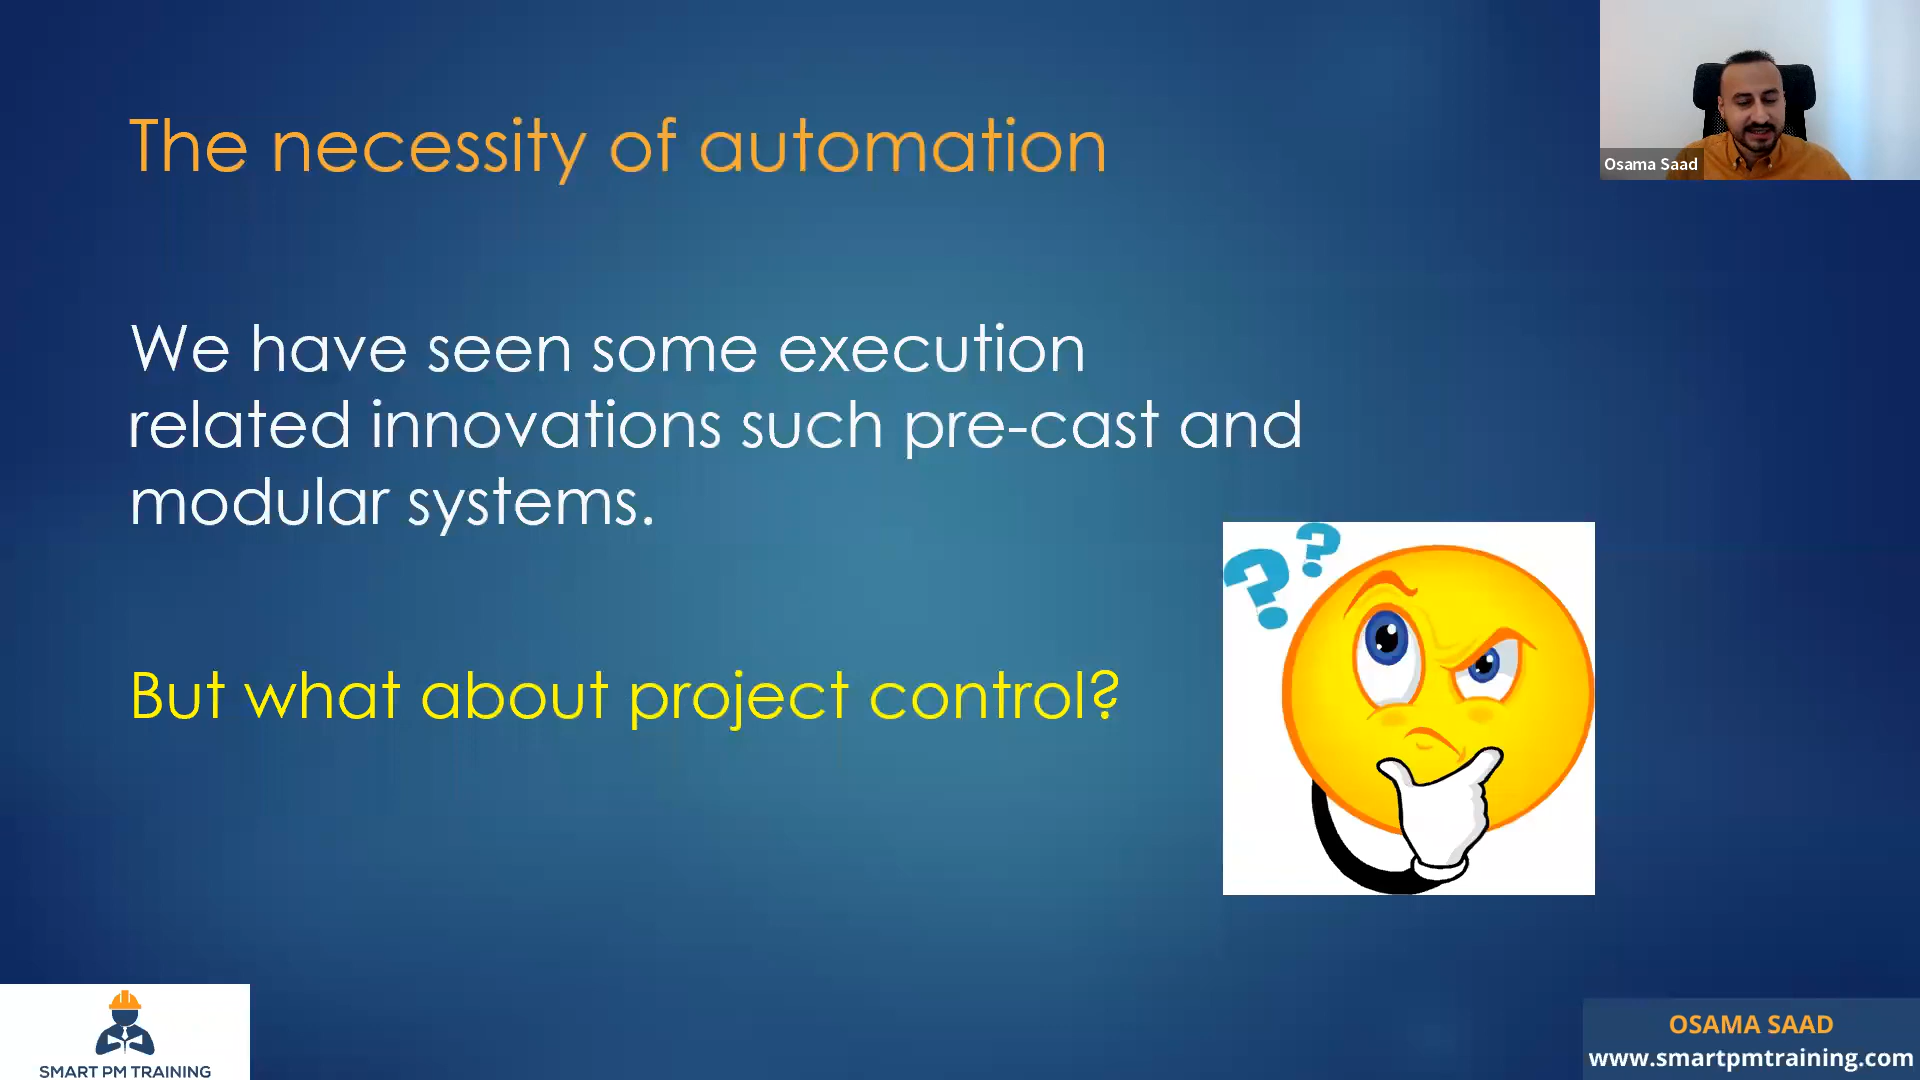 The necessity of automation
Osama Saad
We have seen some execution
related innovations such pre-cast and
modular systems.
? ?
But what about project control?
SMART PM TRAINING
OSAMA SAAD
www.smartpmtraining.com